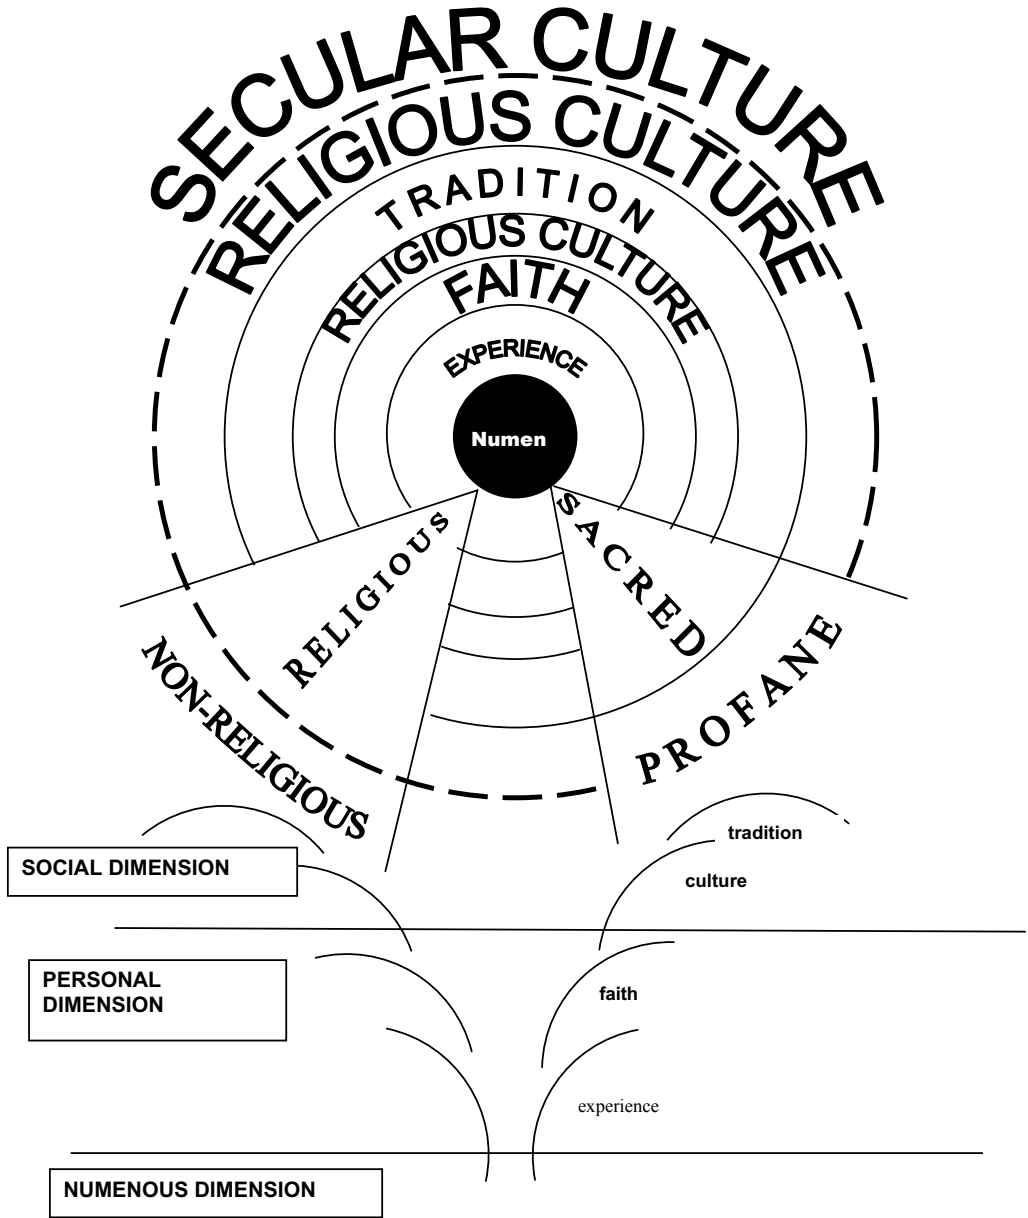 SECULAR CULTURE
RELIGIOUS CULTURE
TRADITION
RELIGIOUS CULTURE
FAITH
EXPERIENCE
Numen
RELIGIOUS
SACRED
NON-RELIGIOUS
PROFANE
tradition
SOCIAL DIMENSION
culture
PERSONAL
DIMENSION
faith
experience
NUMENOUS DIMENSION